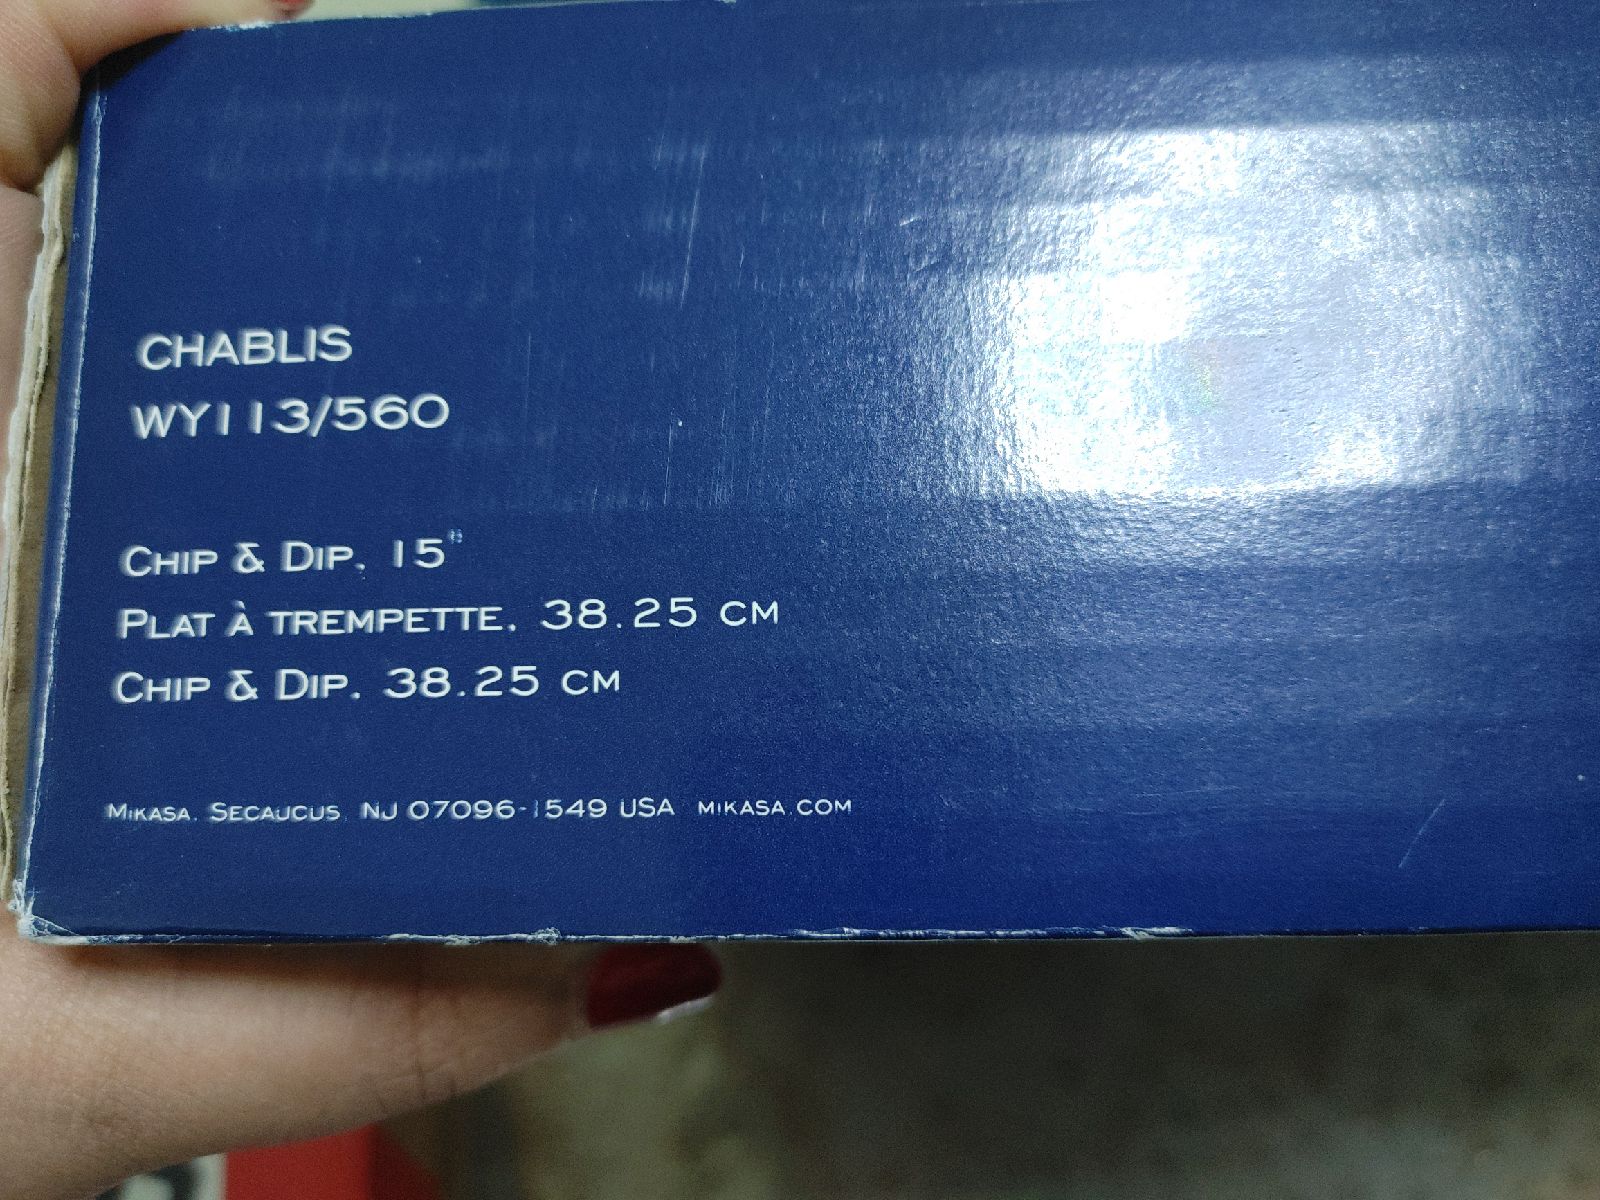 CHABLIS
WY113/560
CHIP & DIP, 15"
PLAT À TREMPETTE, 38.25 CM
CHIP & DIP, 38.25 CM
MIKASA, SECAUCUS, NJ 07096-1549 USA MIKASA.COM